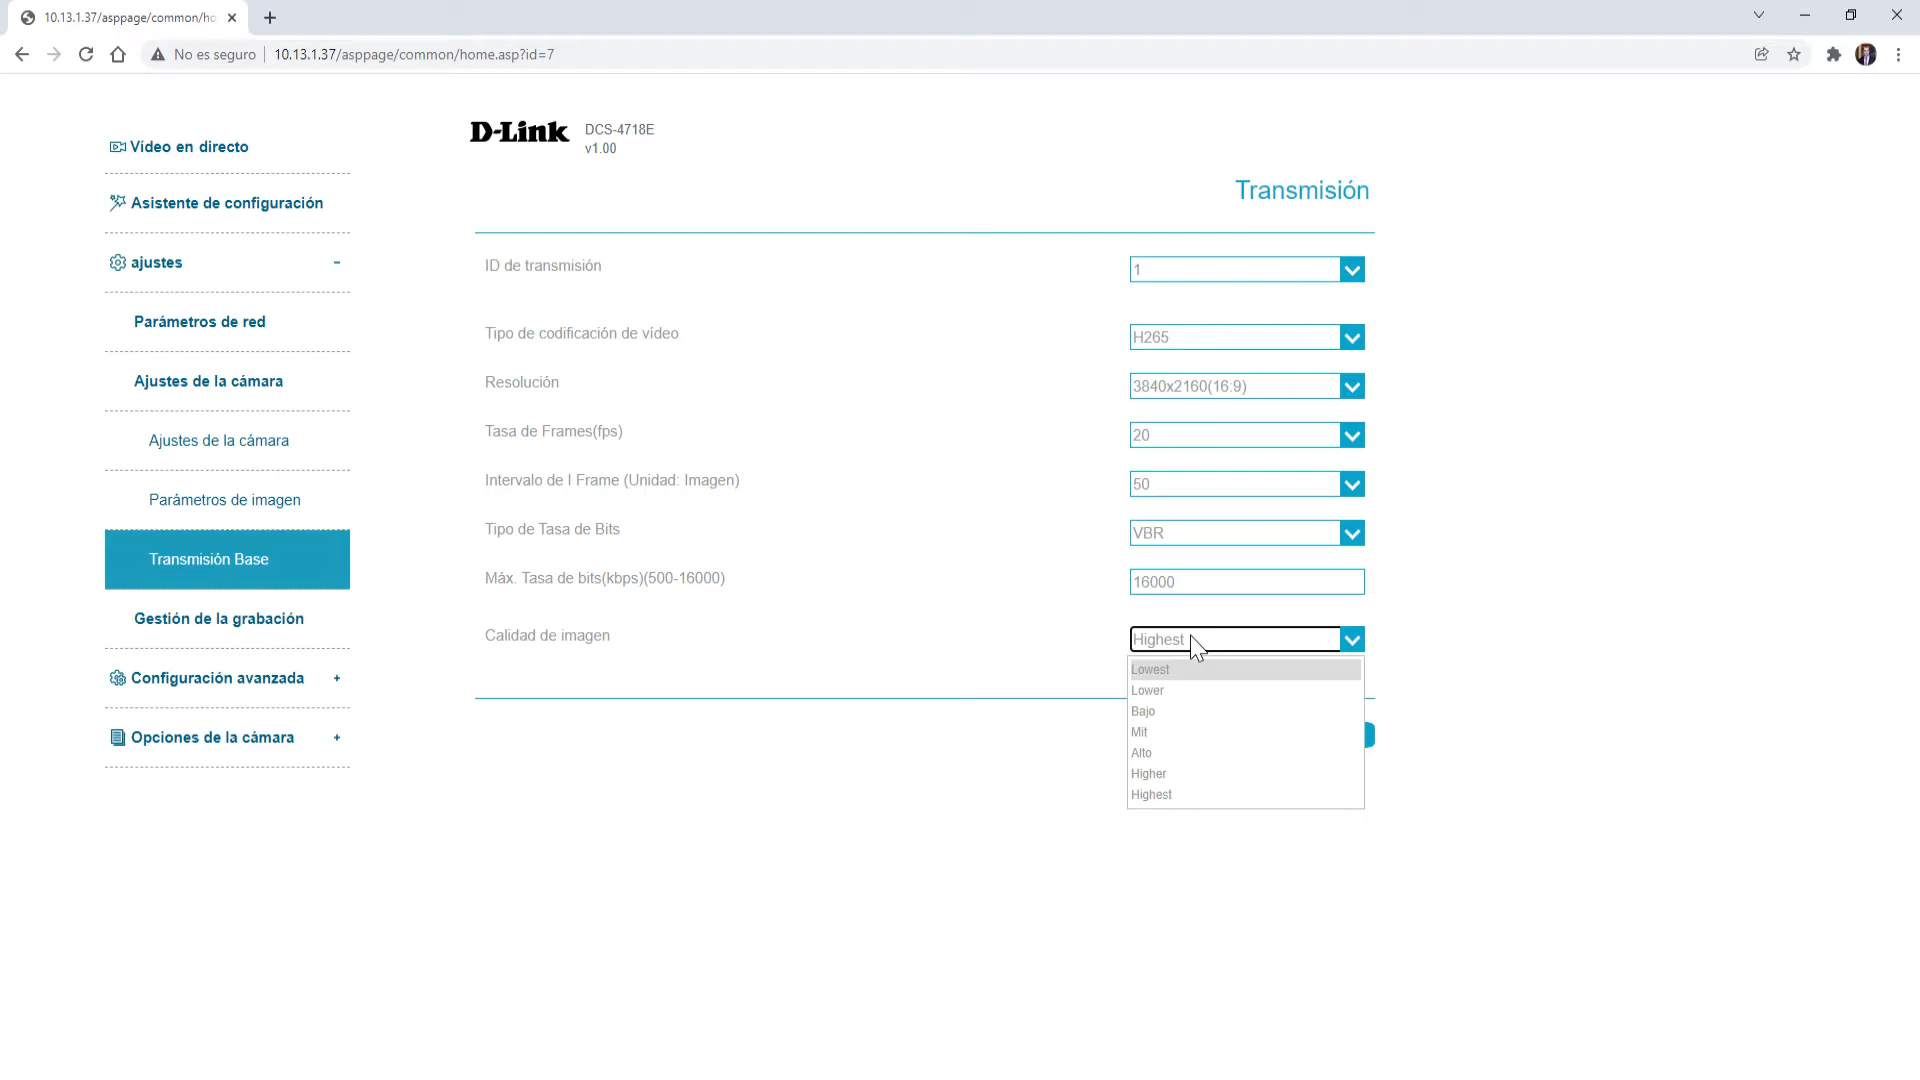 10.13.1.37/asppage/common/ho
No es seguro
10.13.1.37/asppage/common/home.asp?id=7
D-Link
DCS-4718E
v1.00
Vídeo en directo
Asistente de configuración
ajustes
-
Parámetros de red
Ajustes de la cámara
Ajustes de la cámara
Parámetros de imagen
Transmisión Base
Gestión de la grabación
Configuración avanzada
+
Opciones de la cámara
+
Transmisión
ID de transmisión
1
Tipo de codificación de vídeo
H265
Resolución
3840x2160(16:9)
Tasa de Frames(fps)
20
Intervalo de I Frame (Unidad: Imagen)
50
Tipo de Tasa de Bits
VBR
Máx. Tasa de bits(kbps)(500-16000)
16000
Calidad de imagen
Highest
Lowest
Lower
Bajo
Mit
Alto
Higher
Highest